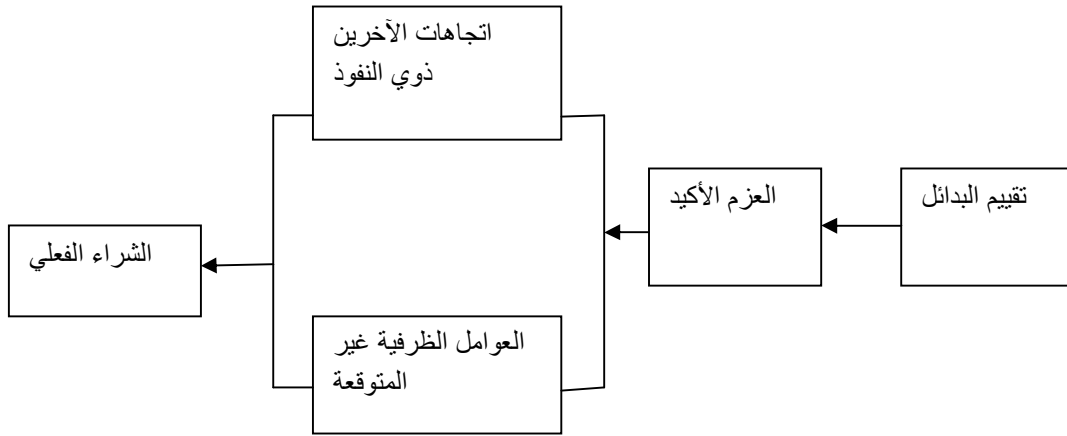 تقييم البدائل
العزم الأكيد
اتجاهات الآخرين
ذوي النفوذ
العوامل الظرفية غير
المتوقعة
الشراء الفعلي